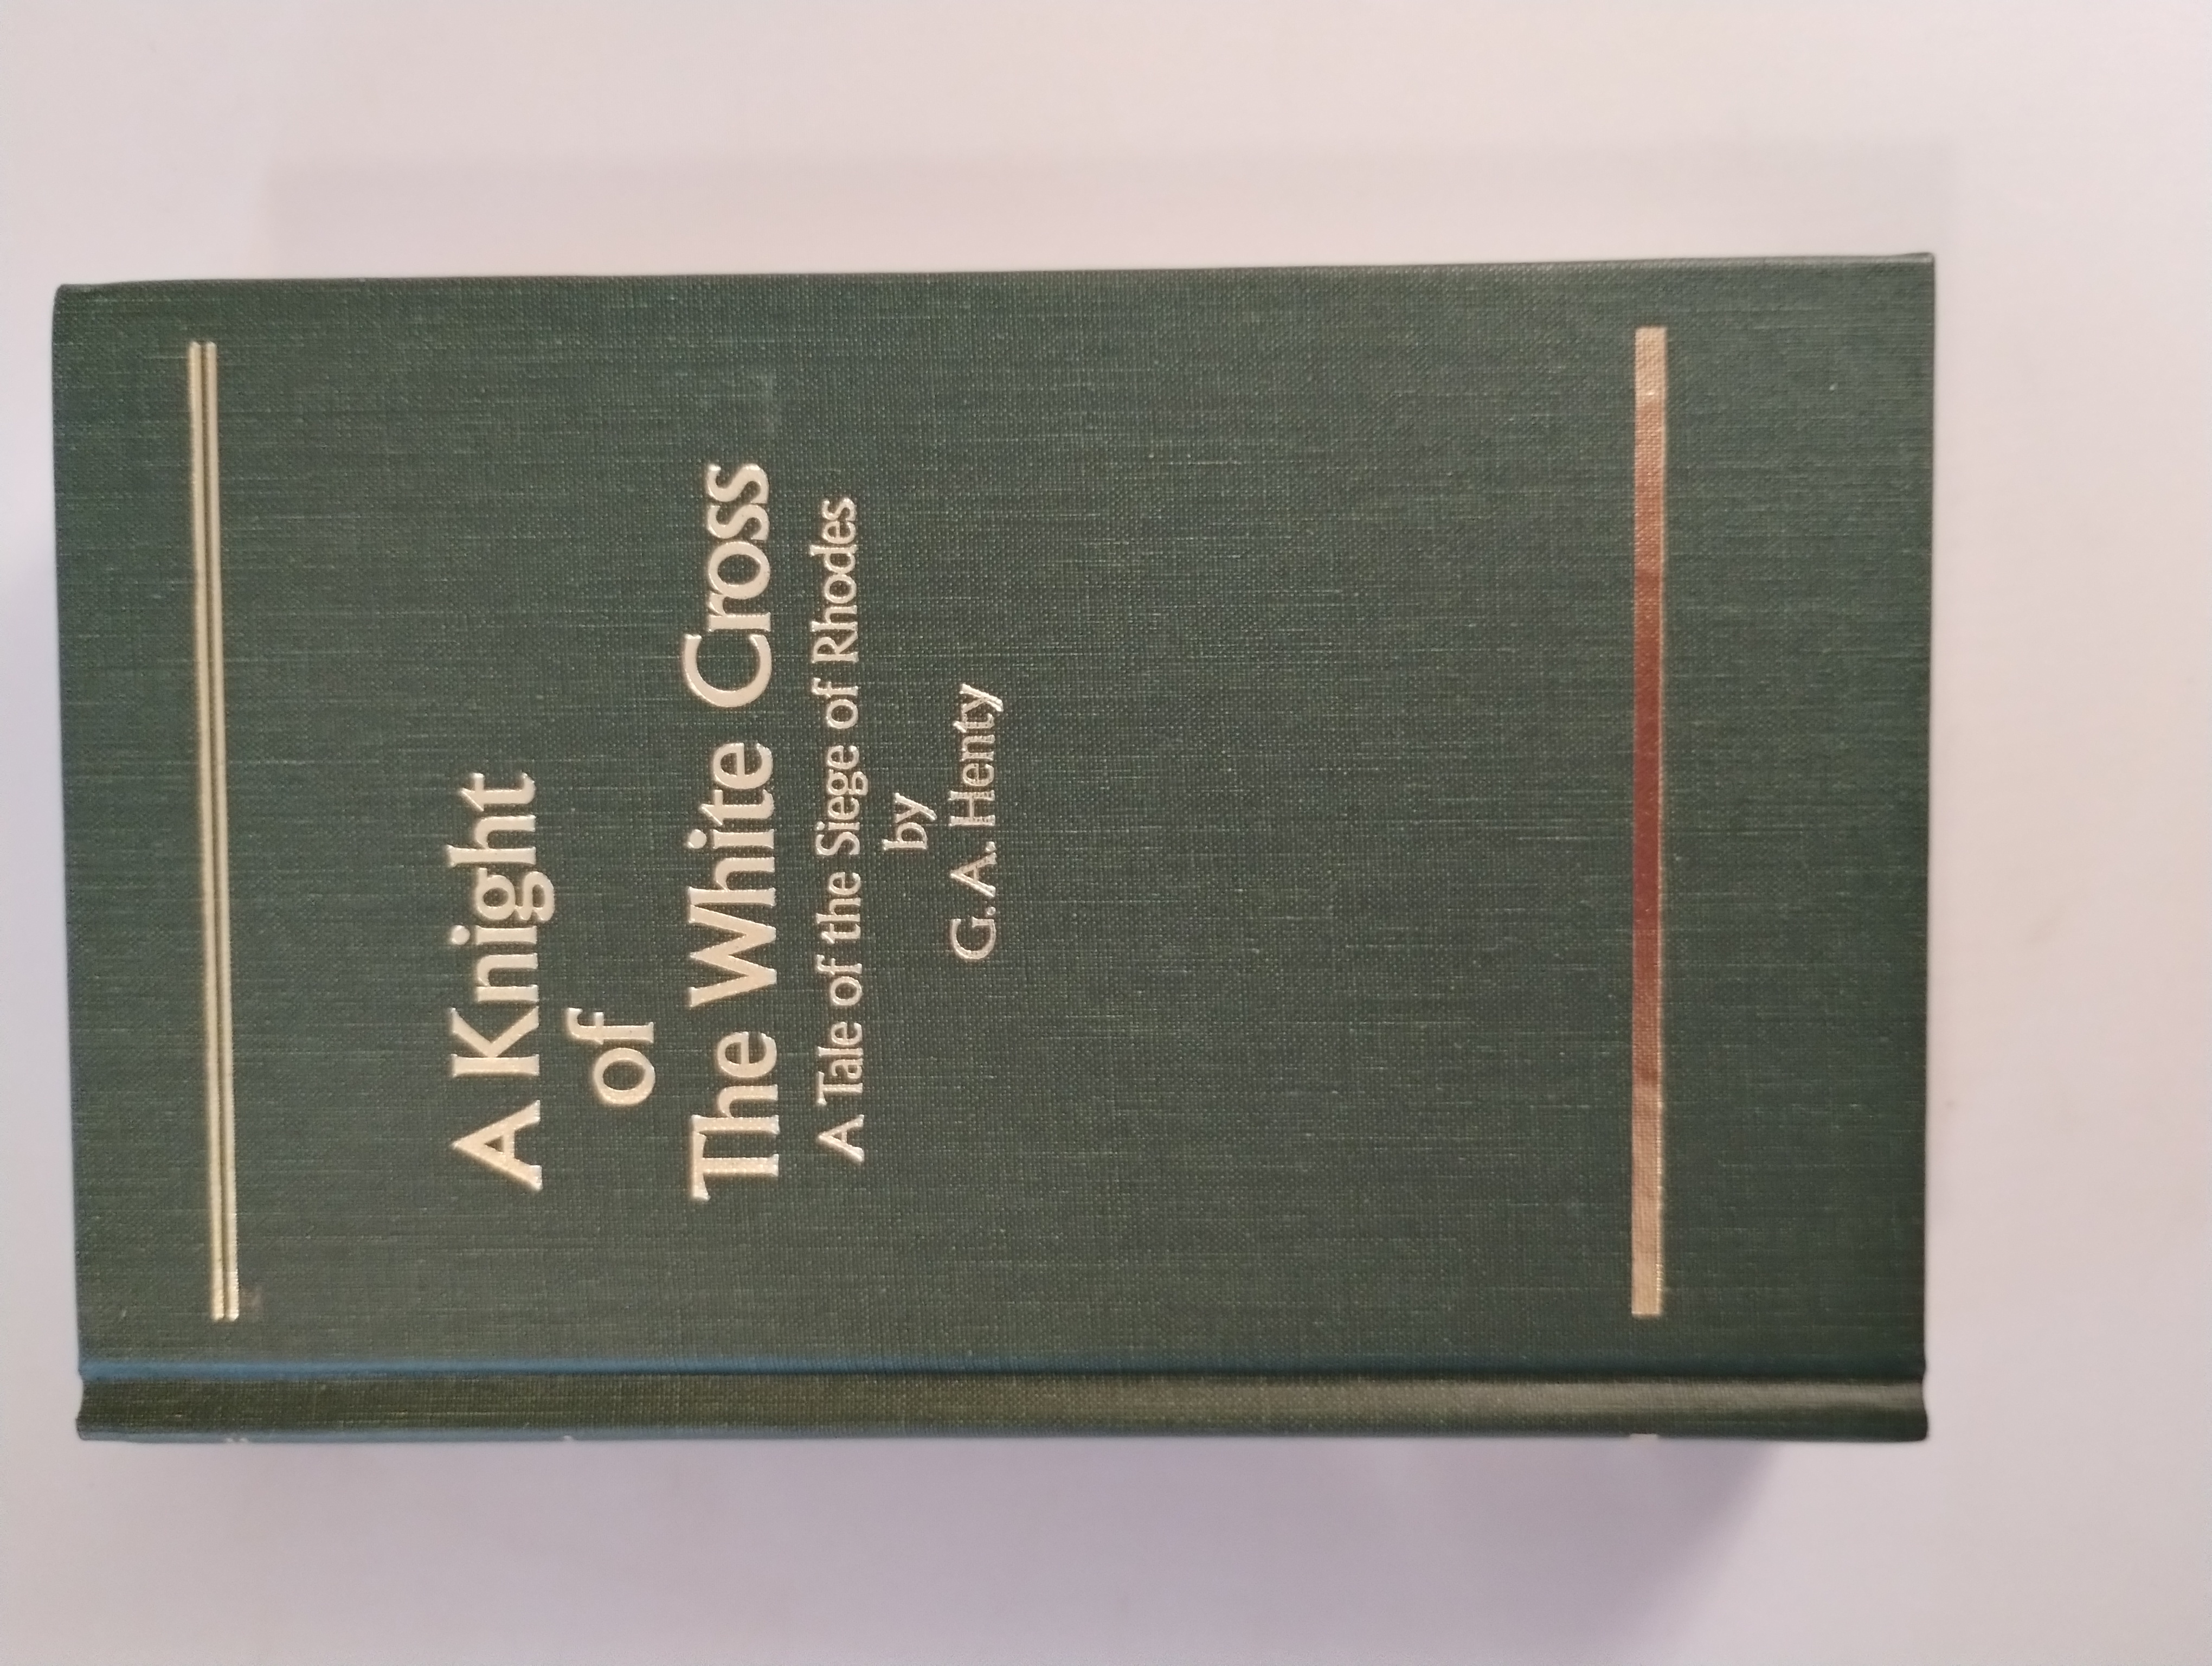 A Knight
of
The White Cross
A Tale of the Siege of Rhodes
by
G. A. Henty